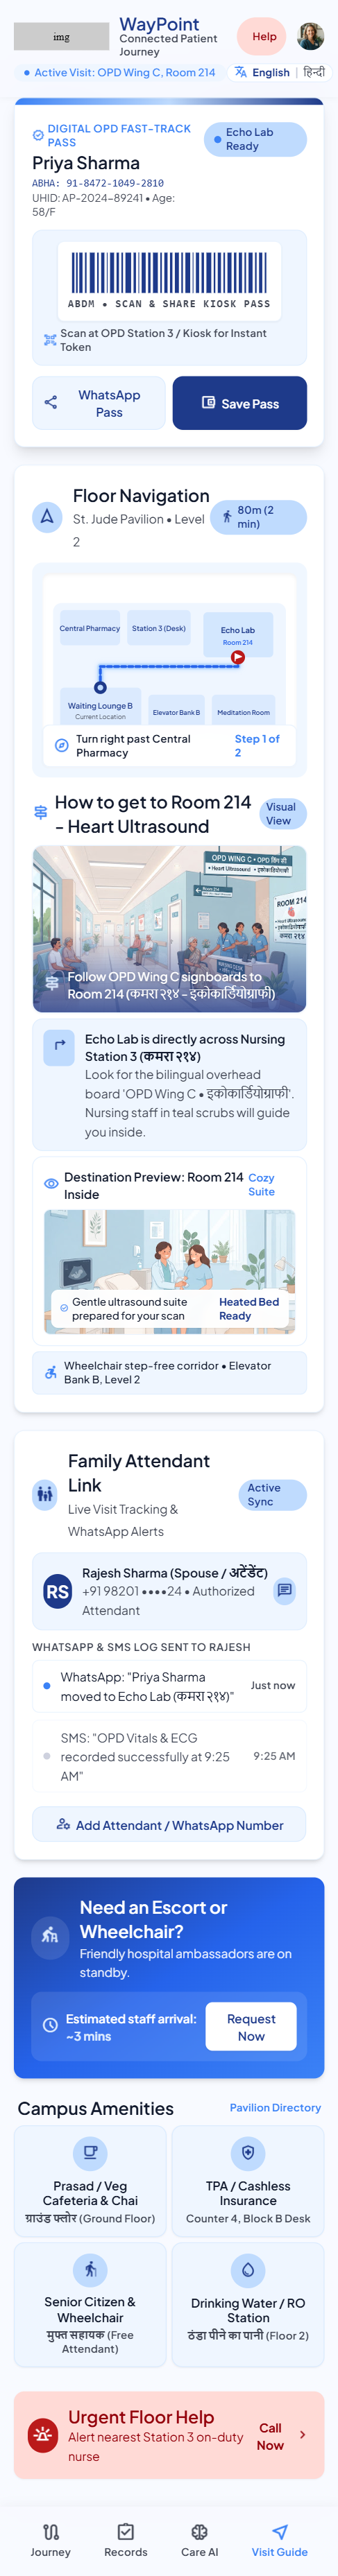 img
WayPoint
Connected Patient
Journey
Help
Active Visit: OPD Wing C, Room 214
English | हिन्दी
DIGITAL OPD FAST-TRACK
PASS
Echo Lab
Ready
Priya Sharma
ABHA: 91-8472-1049-2810
UHID: AP-2024-89241 • Age:
58/F
ABDM • SCAN & SHARE KIOSK PASS
Scan at OPD Station 3 / Kiosk for Instant
Token
WhatsApp
Pass
Save Pass
Floor Navigation
St. Jude Pavilion • Level
2
80m (2
min)
Central Pharmacy
Station 3 (Desk)
Echo Lab
Room 214
Waiting Lounge B
Current Location
Elevator Bank B
Meditation Room
Turn right past Central
Pharmacy
Step 1 of
2
How to get to Room 214
- Heart Ultrasound
Visual
View
OPD WING C • OPD विंग सी
ROOM 214
Follow OPD Wing C signboards to
Room 214 (कमरा २१४ - इकोकार्डियोग्राफी)
Echo Lab is directly across Nursing
Station 3 (कमरा २१४)
Look for the bilingual overhead
board 'OPD Wing C • इकोकार्डियोग्राफी'.
Nursing staff in teal scrubs will guide
you inside.
Destination Preview: Room 214
Inside
Cozy
Suite
Gentle ultrasound suite
prepared for your scan
Heated Bed
Ready
Wheelchair step-free corridor • Elevator
Bank B, Level 2
Family Attendant
Link
Live Visit Tracking &
WhatsApp Alerts
Active
Sync
RS
Rajesh Sharma (Spouse / अटेंडेंट)
+91 98201 ••••24 • Authorized
Attendant
WHATSAPP & SMS LOG SENT TO RAJESH
WhatsApp: "Priya Sharma
moved to Echo Lab (कमरा २१४)"
Just now
SMS: "OPD Vitals & ECG
recorded successfully at 9:25
AM"
9:25 AM
Add Attendant / WhatsApp Number
Need an Escort or
Wheelchair?
Friendly hospital ambassadors are on
standby.
Estimated staff arrival:
~3 mins
Request
Now
Campus Amenities
Pavilion Directory
Prasad / Veg
Cafeteria & Chai
ग्राउंड फ्लोर (Ground Floor)
TPA / Cashless
Insurance
Counter 4, Block B Desk
Senior Citizen &
Wheelchair
मुफ्त सहायक (Free
Attendant)
Drinking Water / RO
Station
ठंडा पीने का पानी (Floor 2)
Urgent Floor Help
Alert nearest Station 3 on-duty
nurse
Call
Now
Journey
Records
Care AI
Visit Guide